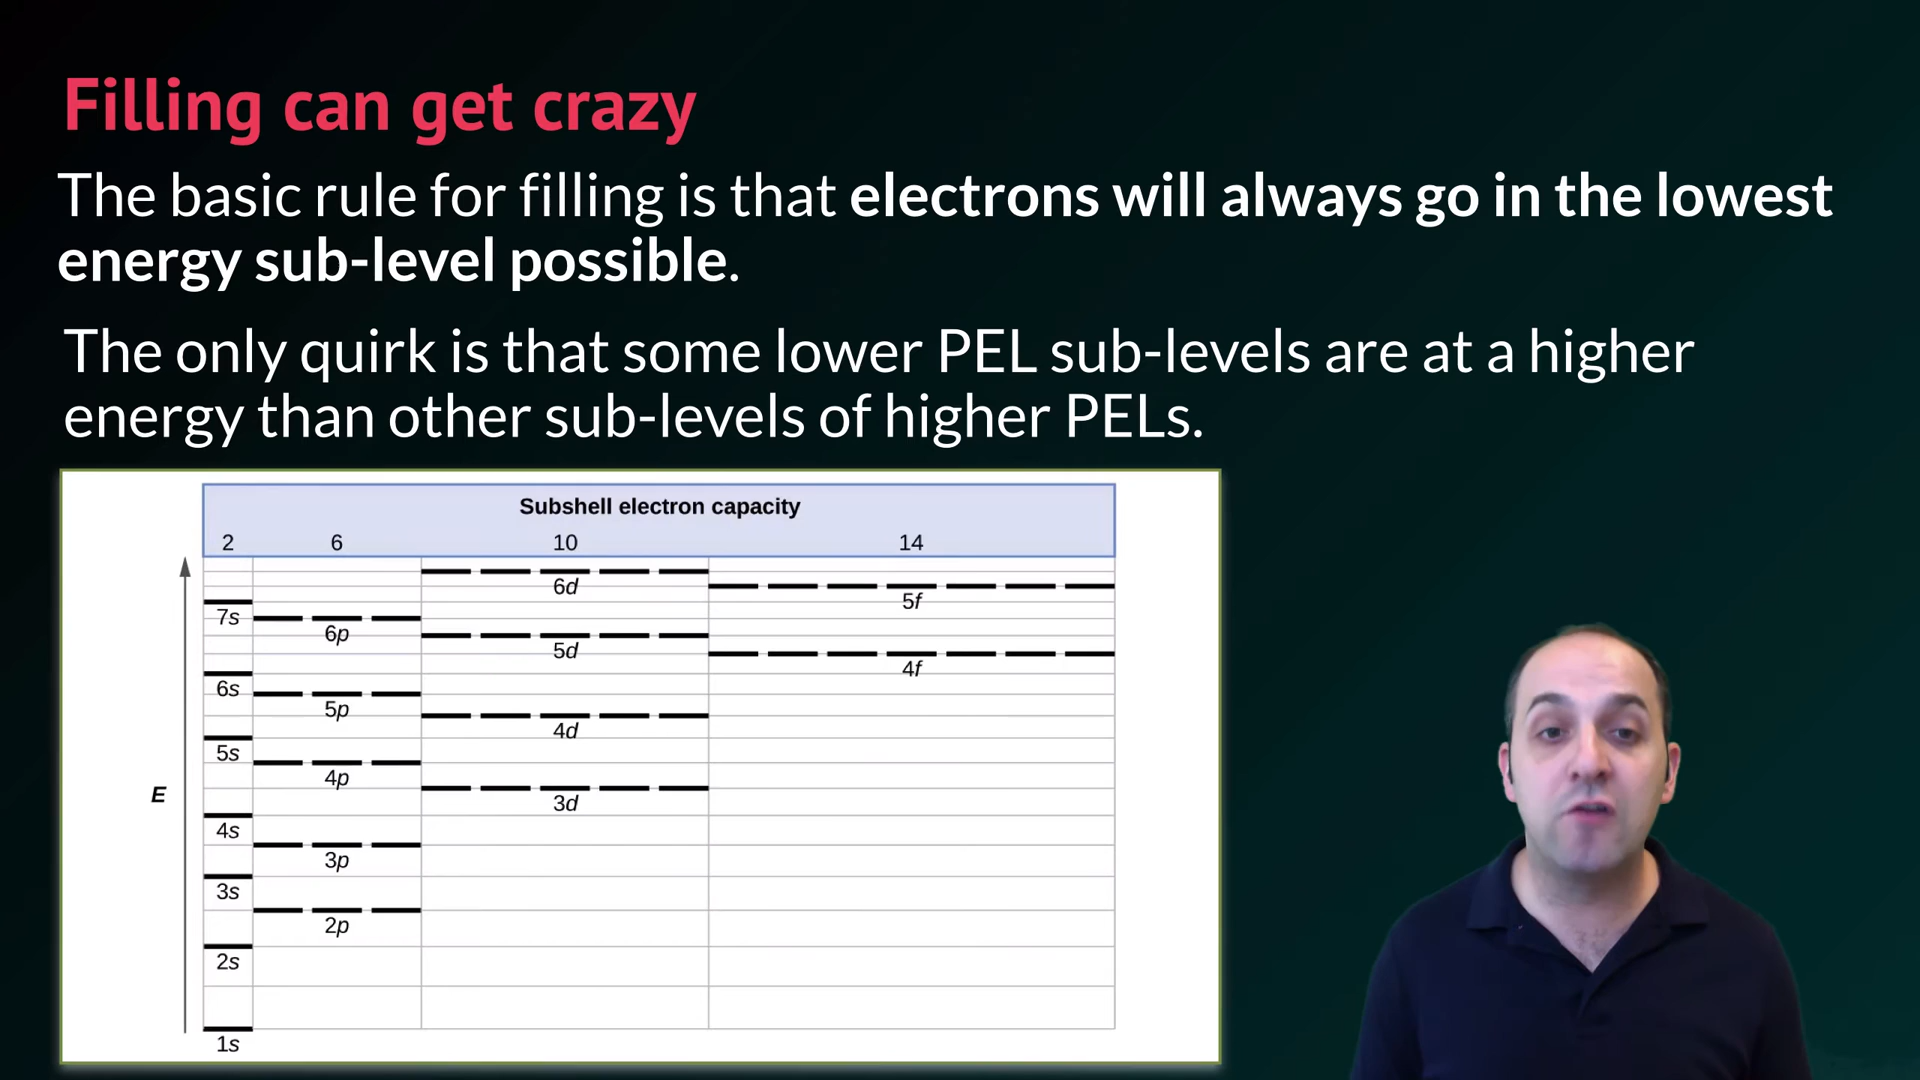 Filling can get crazy
The basic rule for filling is that electrons will always go in the lowest
energy sub-level possible.
The only quirk is that some lower PEL sub-levels are at a higher
energy than other sub-levels of higher PELs.
Subshell electron capacity
2 6 10 14
6d
5f
7s
6p
5d
4f
6s
5p
4d
5s
4p
E
3d
4s
3p
3s
2p
2s
1s